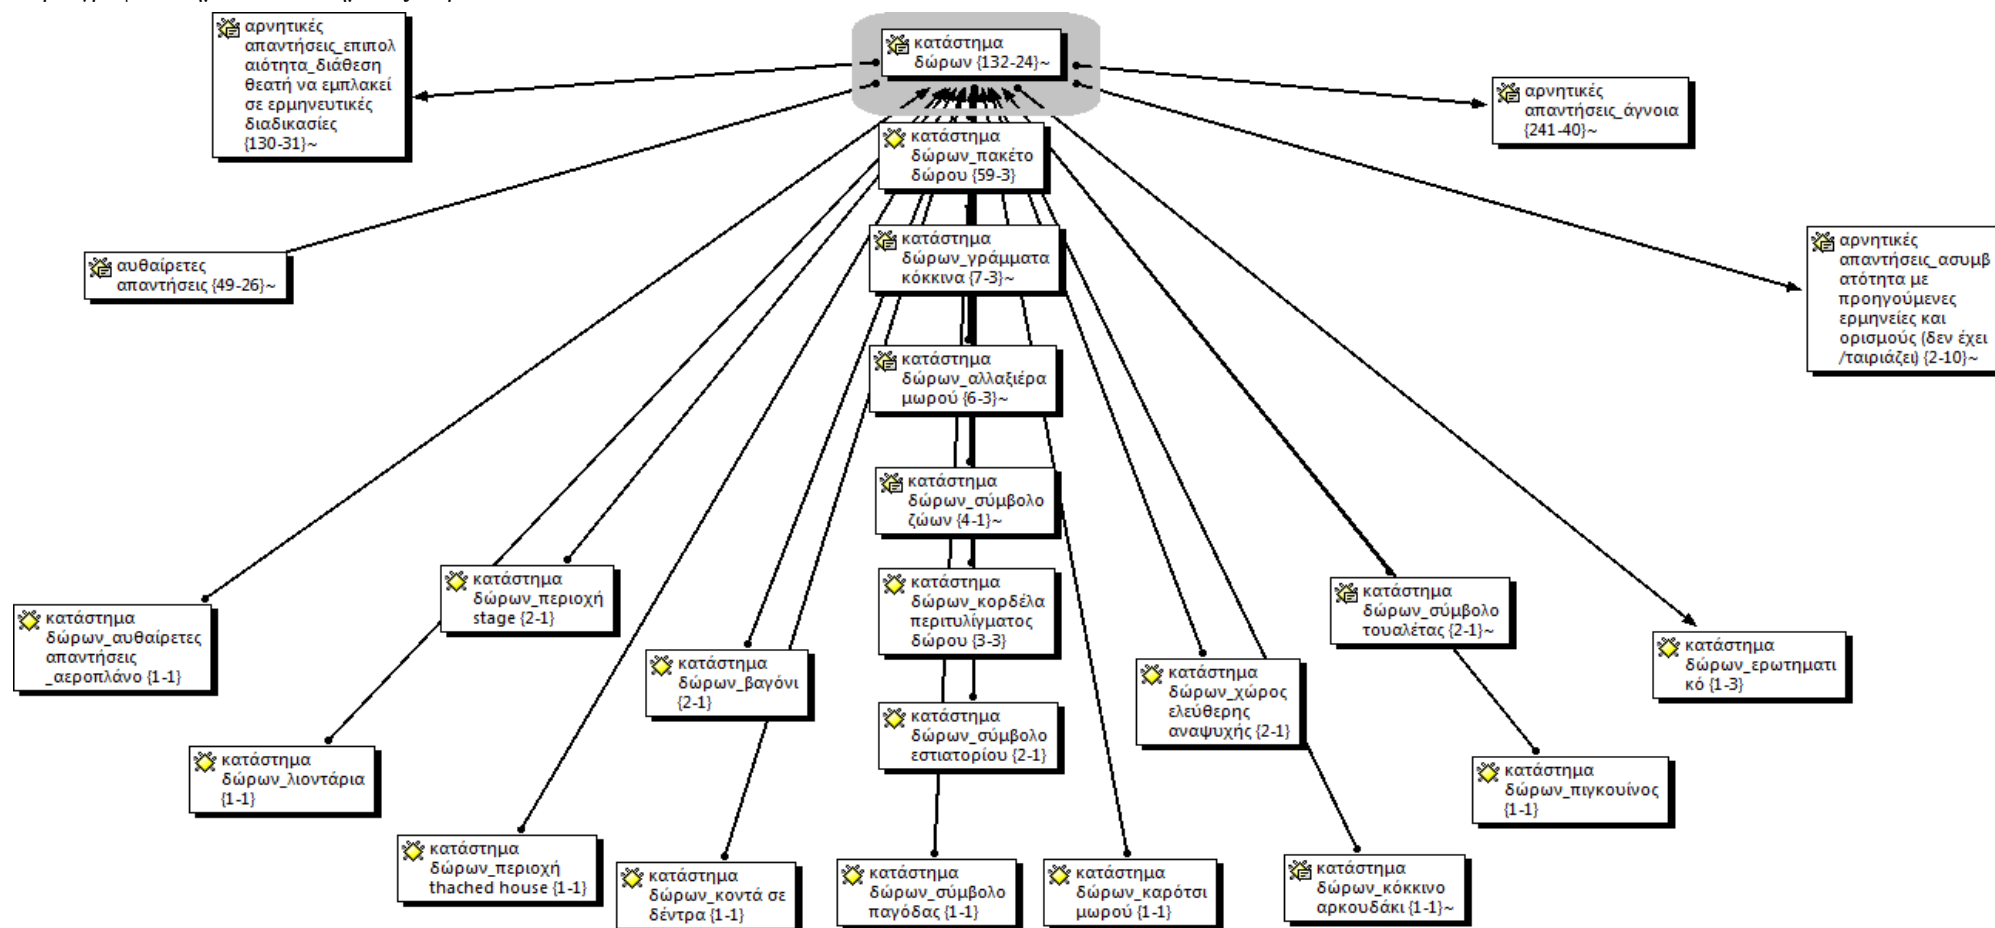 αρνητικές
απαντήσεις_επιπολ
αιότητα_διάθεση
θεατή να εμπλακεί
σε ερμηνευτικές
διαδικασίες
{130-31}~
κατάστημα
δώρων {132-24}~
αρνητικές
απαντήσεις_άγνοια
{241-40}~
κατάστημα
δώρων_πακέτο
δώρου {59-3}
αυθαίρετες
απαντήσεις {49-26}~
κατάστημα
δώρων_γράμματα
κόκκινα {7-3}~
αρνητικές
απαντήσεις_ασυμβ
ατότητα με
προηγούμενες
ερμηνείες και
ορισμούς (δεν έχει
/ταιριάζει) {2-10}~
κατάστημα
δώρων_αλλαξιέρα
μωρού {6-3}~
κατάστημα
δώρων_σύμβολο
ζώων {4-1}~
κατάστημα
δώρων_περιοχή
stage {2-1}
κατάστημα
δώρων_κορδέλα
περιτυλίγματος
δώρου {3-3}
κατάστημα
δώρων_σύμβολο
τουαλέτας {2-1}~
κατάστημα
δώρων_αυθαίρετες
απαντήσεις
_αεροπλάνο {1-1}
κατάστημα
δώρων_βαγόνι
{2-1}
κατάστημα
δώρων_χώρος
ελεύθερης
αναψυχής {2-1}
κατάστημα
δώρων_ερωτηματι
κό {1-3}
κατάστημα
δώρων_σύμβολο
εστιατορίου {2-1}
κατάστημα
δώρων_λιοντάρια
{1-1}
κατάστημα
δώρων_πιγκουίνος
{1-1}
κατάστημα
δώρων_περιοχή
thached house {1-1}
κατάστημα
δώρων_κοντά σε
δέντρα {1-1}
κατάστημα
δώρων_σύμβολο
παγόδας {1-1}
κατάστημα
δώρων_καρότσι
μωρού {1-1}
κατάστημα
δώρων_κόκκινο
αρκουδάκι {1-1}~